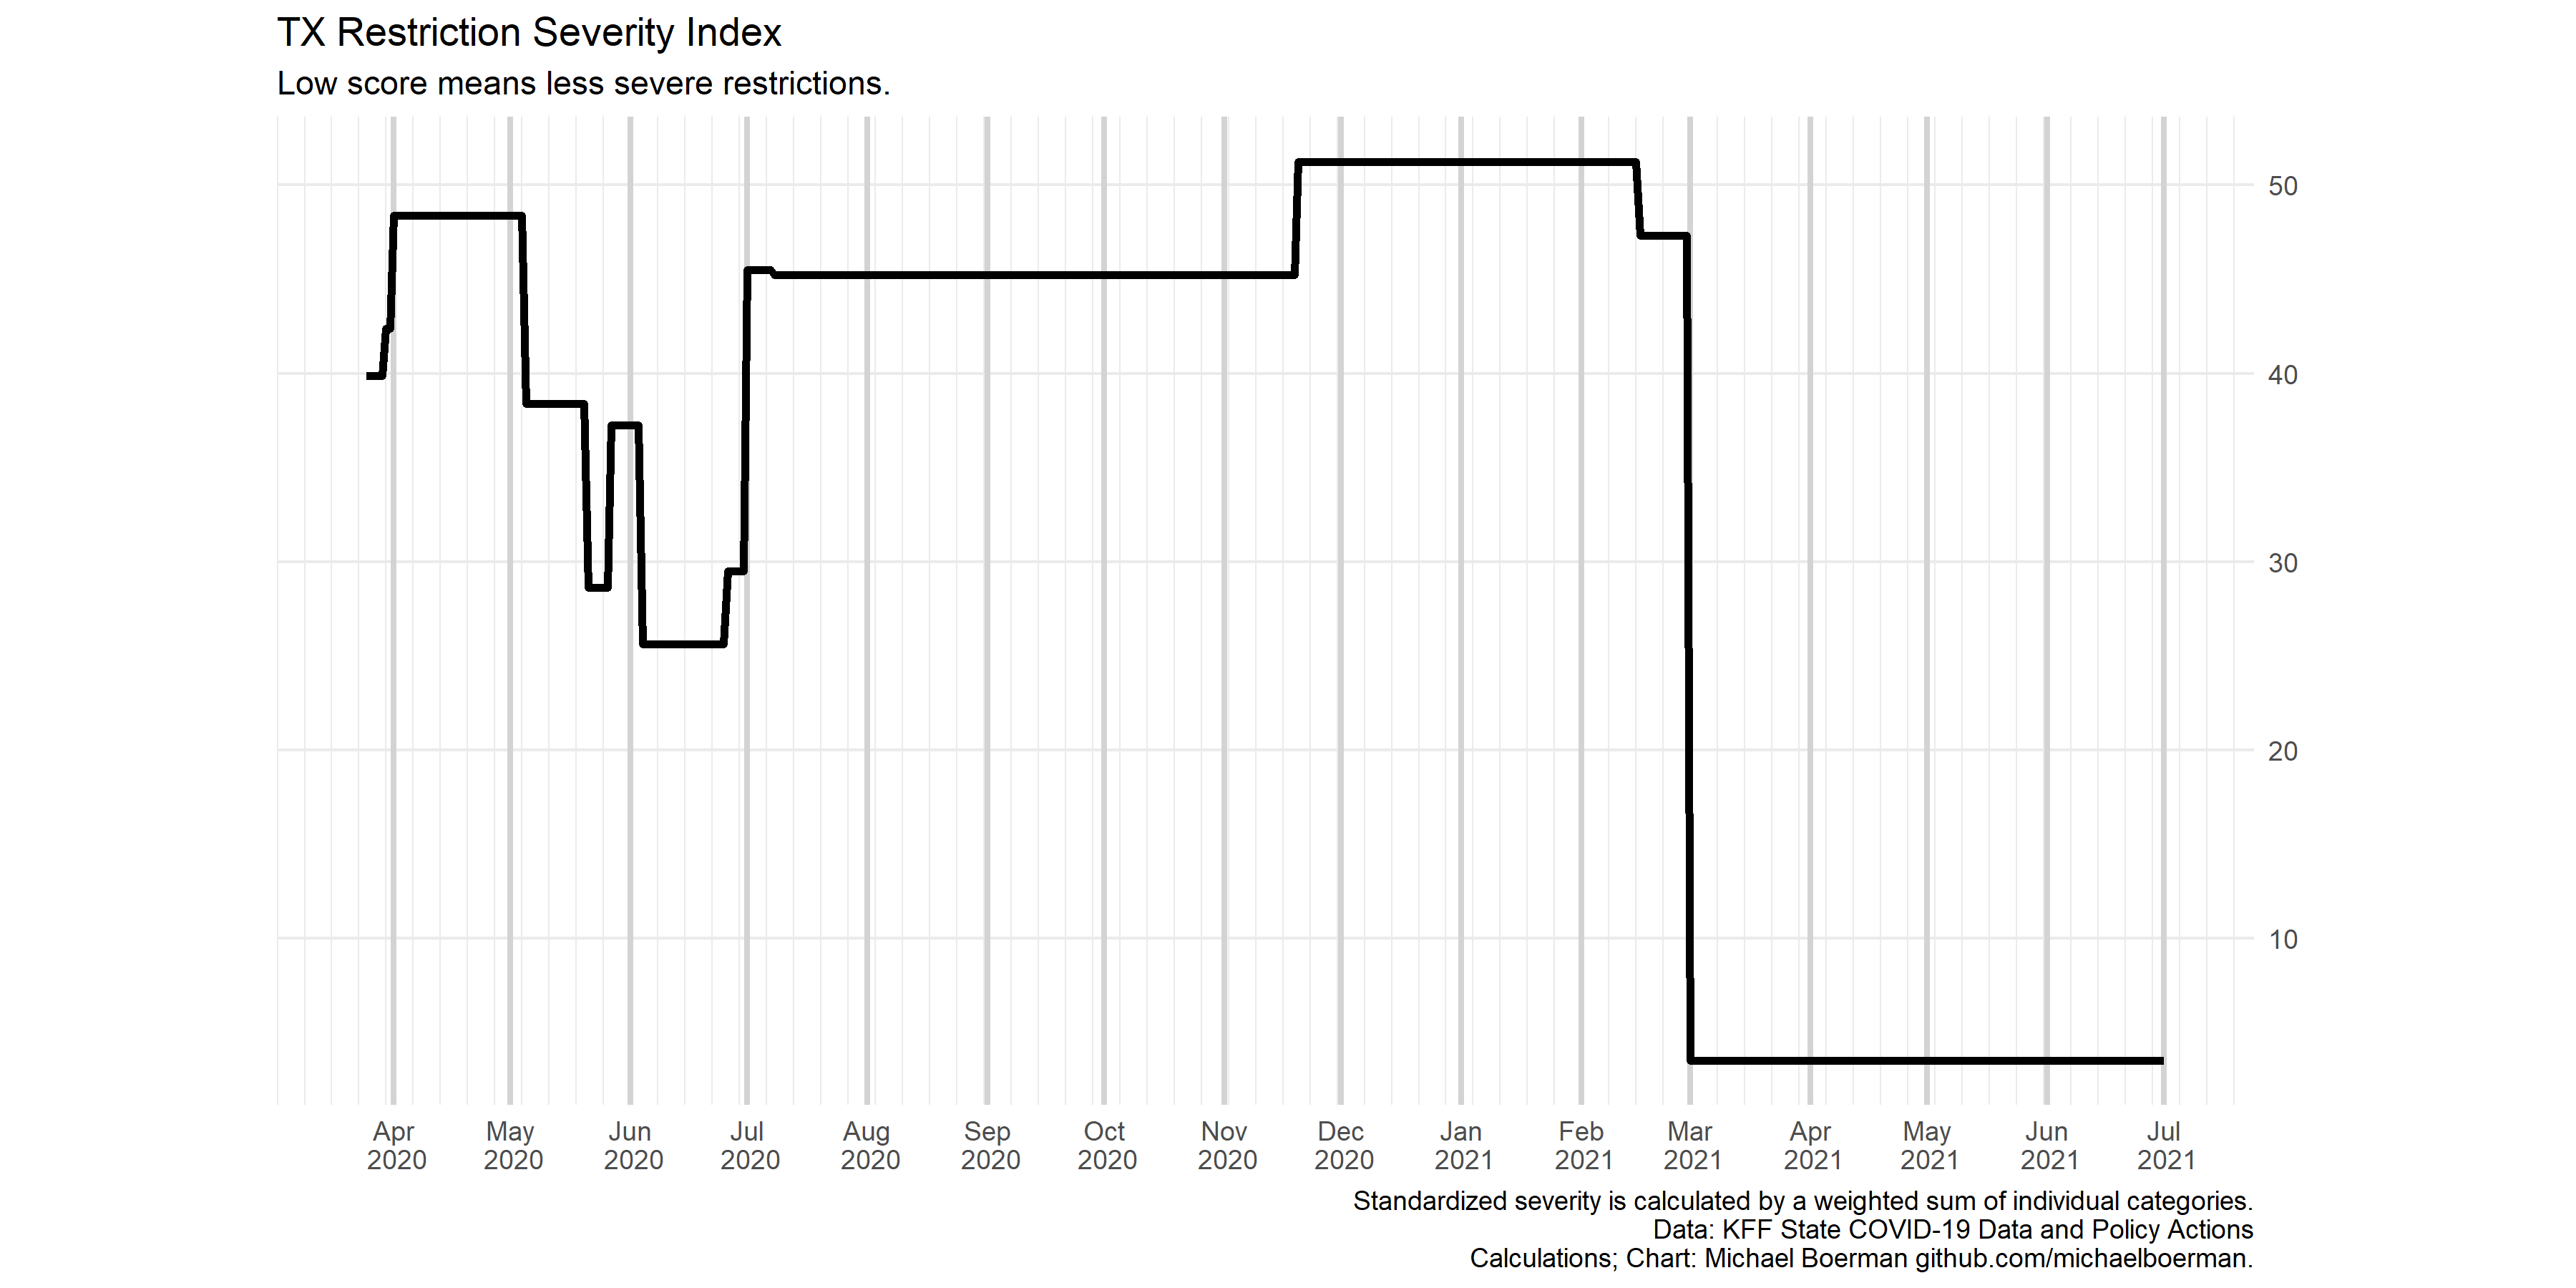 TX Restriction Severity Index
Low score means less severe restrictions.
50
40
30
20
10
Apr May Jun Jul Aug Sep Oct Nov Dec Jan Feb Mar Apr May Jun Jul
2020 2020 2020 2020 2020 2020 2020 2020 2020 2021 2021 2021 2021 2021 2021 2021
Standardized severity is calculated by a weighted sum of individual categories.
Data: KFF State COVID-19 Data and Policy Actions
Calculations; Chart: Michael Boerman github.com/michaelboerman.